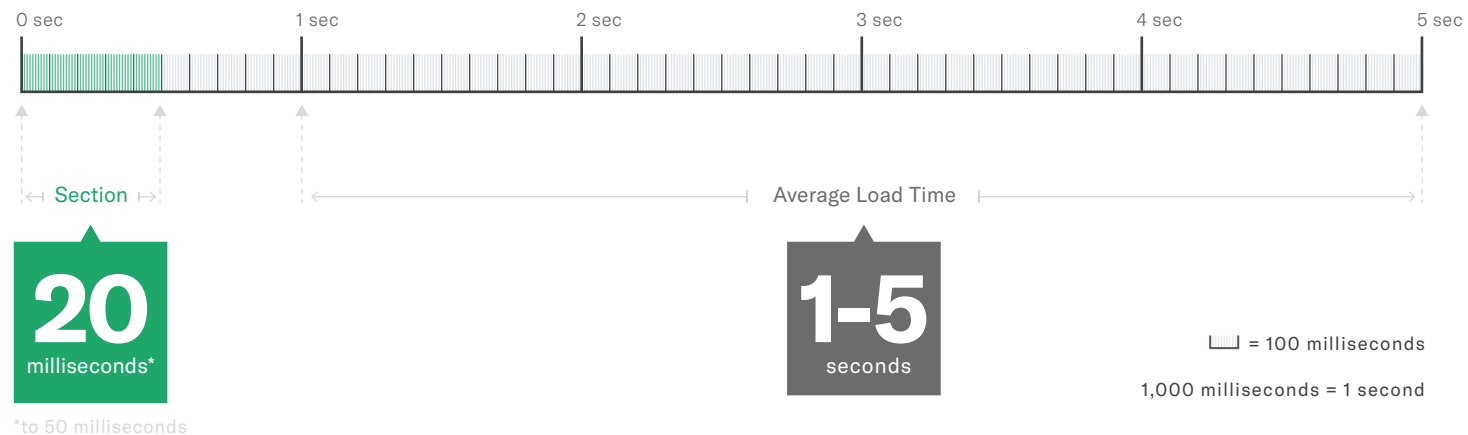 0 sec 1 sec 2 sec 3 sec 4 sec 5 sec
Section
Average Load Time
20
milliseconds*
*to 50 milliseconds
1-5
seconds
= 100 milliseconds
1,000 milliseconds = 1 second